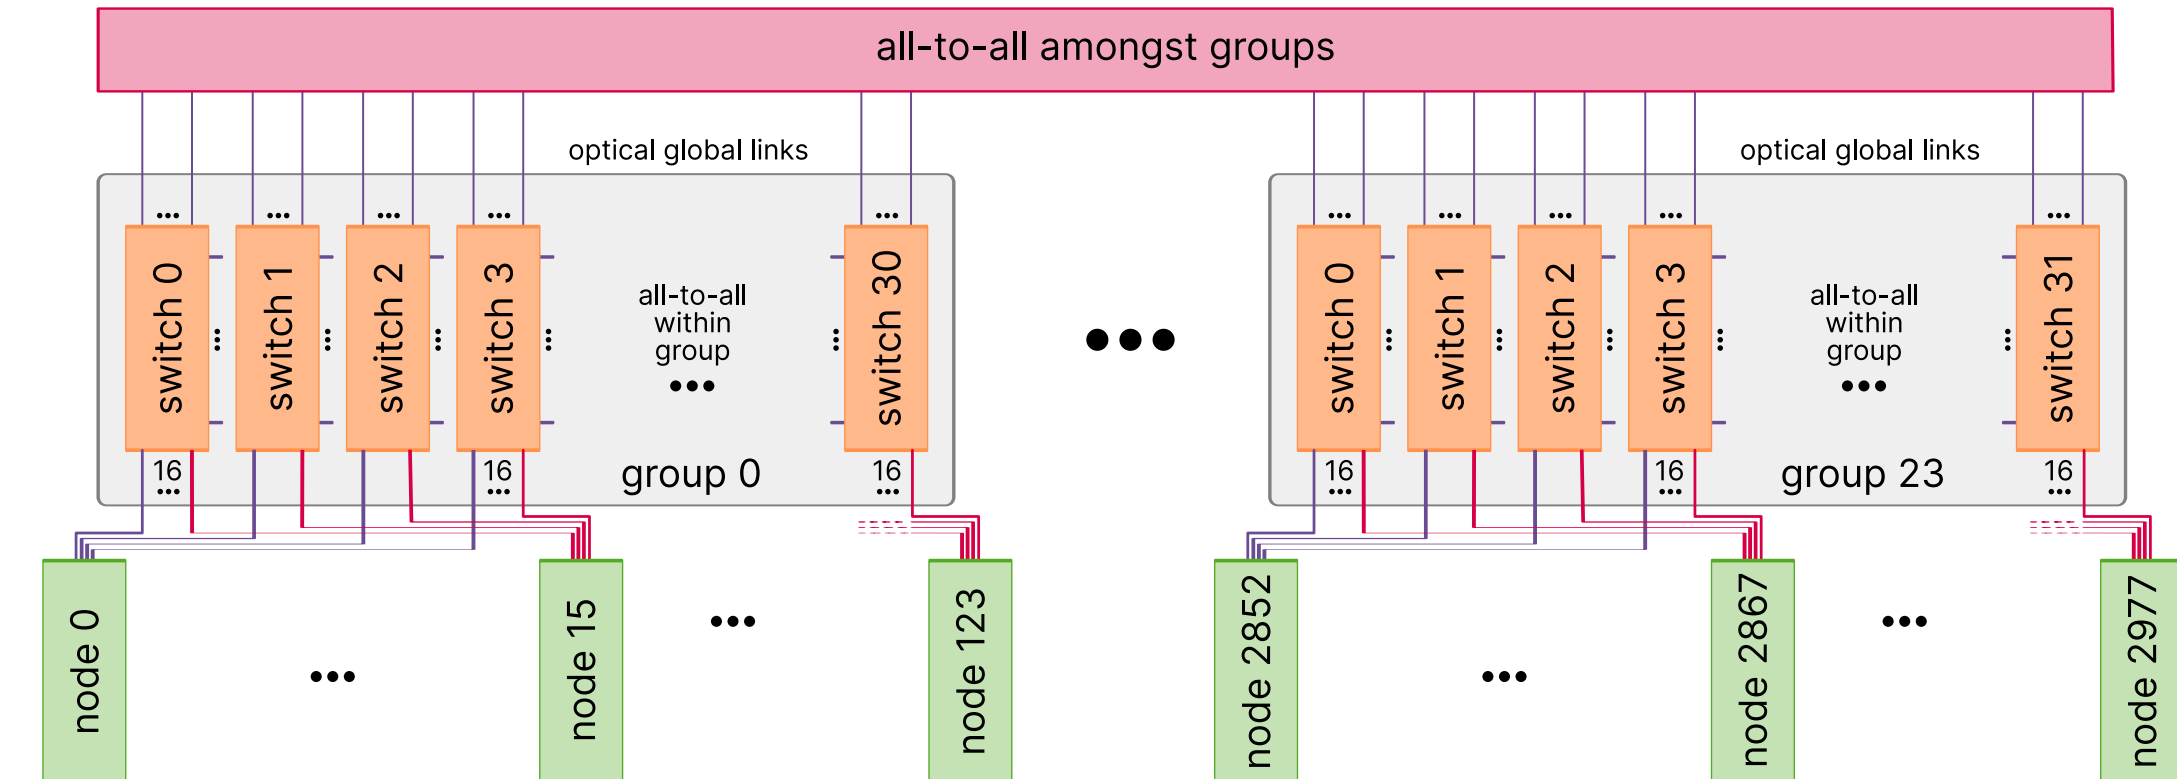 all-to-all amongst groups
optical global links
optical global links
... ... ... ... ...
... ... ... ... ...
switch 0
switch 1
switch 2
switch 3
all-to-all
within
group
...
switch 30
...
switch 0
switch 1
switch 2
switch 3
all-to-all
within
group
...
switch 31
16
16
group 0
16
16
16
group 23
16
node 0
...
node 15
...
node 123
node 2852
...
node 2867
...
node 2977